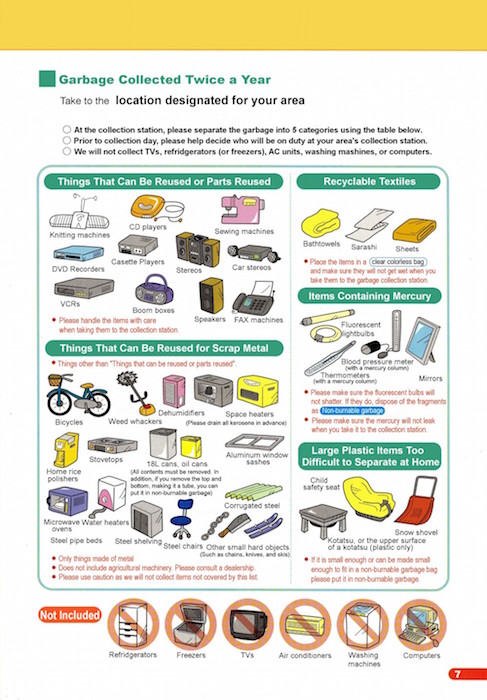 Garbage Collected Twice a Year
Take to the location designated for your area
At the collection station, please separate the garbage into 5 categories using the table below.
Prior to collection day, please help decide who will be on duty at your area's collection station.
We will not collect TVs, refridgerators (or freezers), AC units, washing mashines, or computers.
Things That Can Be Reused or Parts Reused
Knitting machines
CD players
Sewing machines
DVD Recorders
Casette Players
Stereos
Car stereos
VCRs
Boom boxes
Speakers
FAX machines
• Please handle the items with care
when taking them to the collection station.
Things That Can Be Reused for Scrap Metal
• Things other than "Things that can be reused or parts reused".
Bicycles
Weed whackers
Dehumidifiers
Space heaters
(Please drain all kerosene in advance)
Home rice
polishers
Stovetops
18L cans, oil cans
(All contents must be removed. In
addition, if you remove the top and
bottom, making it a tube, you can
put it in non-burnable garbage)
Aluminum window
sashes
Corrugated steel
Microwave
ovens
Water heaters
Steel pipe beds
Steel shelving
Steel chairs
Other small hard objects
(Such as chains, knives, and skis)
• Only things made of metal
• Does not include agricultural machinery. Please consult a dealership.
• Please use caution as we will not collect items not covered by this list.
Recyclable Textiles
Bathtowels
Sarashi
Sheets
• Place the items in a clear colorless bag
and make sure they will not get wet when you
take them to the garbage collection station.
Items Containing Mercury
Fluorescent
lightbulbs
Blood pressure meter
(with a mercury column)
Thermometers
(with a mercury column)
Mirrors
• Please make sure the fluorescent bulbs will
not shatter. If they do, dispose of the fragments
as Non-burnable garbage
• Please make sure the mercury will not leak
when you take it to the collection station.
Large Plastic Items Too
Difficult to Separate at Home
Child
safety seat
Snow shovel
Kotatsu, or the upper surface
of a kotatsu (plastic only)
• If it is small enough or can be made small
enough to fit in a non-burnable garbage bag
please put it in non-burnable garbage.
Not Included
Refridgerators
Freezers
TVs
Air conditioners
Washing
machines
Computers
7